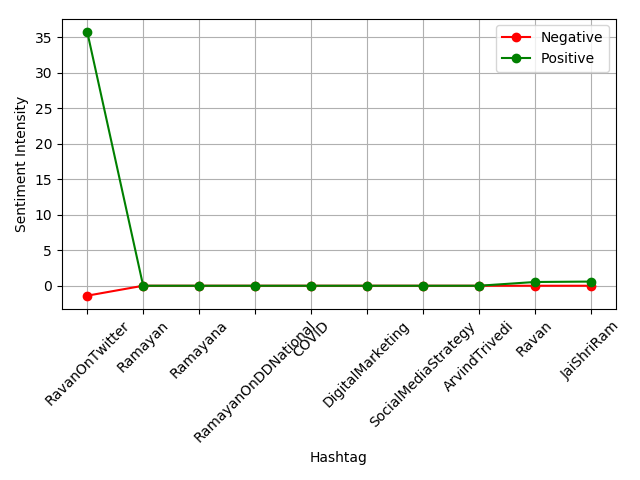 Negative
Positive
35
30
25
20
15
10
5
0
Sentiment Intensity
RavanOnTwitter
Ramayan
Ramayana
RamayanOnDDNational
COVID
DigitalMarketing
SocialMediaStrategy
ArvindTrivedi
Ravan
JaiShriRam
Hashtag